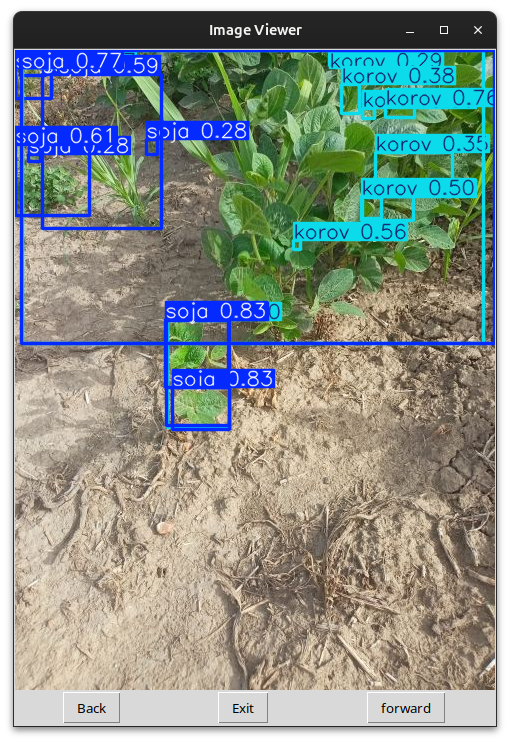 Image Viewer
soja 0.77
soja 0.59
korov 0.29
korov 0.38
korov 0.76
soja 0.61
soja 0.28
soja 0.28
korov 0.35
korov 0.50
korov 0.56
soja 0.83
soja 0.83
Back
Exit
forward